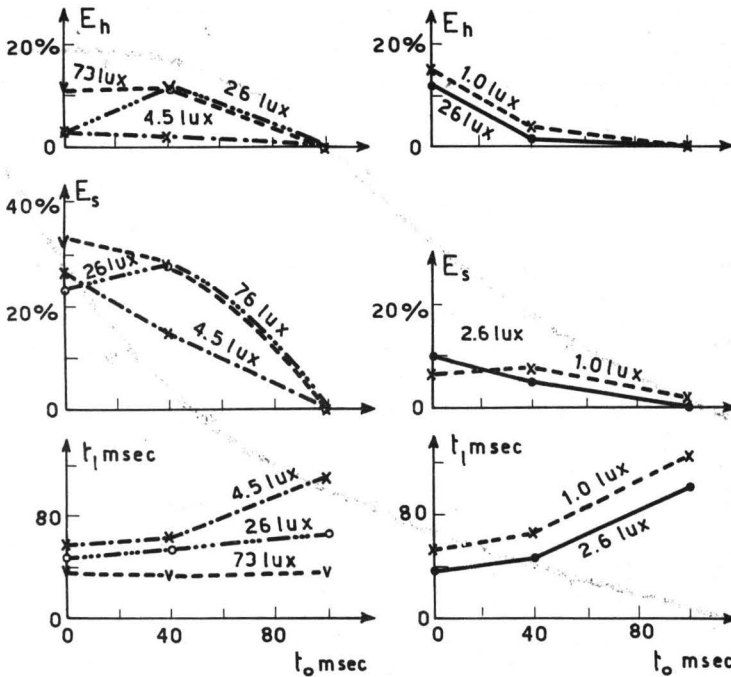 E_h
20%
73 lux
26 lux
4.5 lux
0
E_h
20%
1.0 lux
26 lux
0
E_s
40%
26 lux
76 lux
20%
4.5 lux
0
E_s
20%
2.6 lux
1.0 lux
0
t_l msec
4.5 lux
80
26 lux
73 lux
0
0 40 80
t_o msec
t_l msec
1.0 lux
80
2.6 lux
0
0 40 80
t_o msec